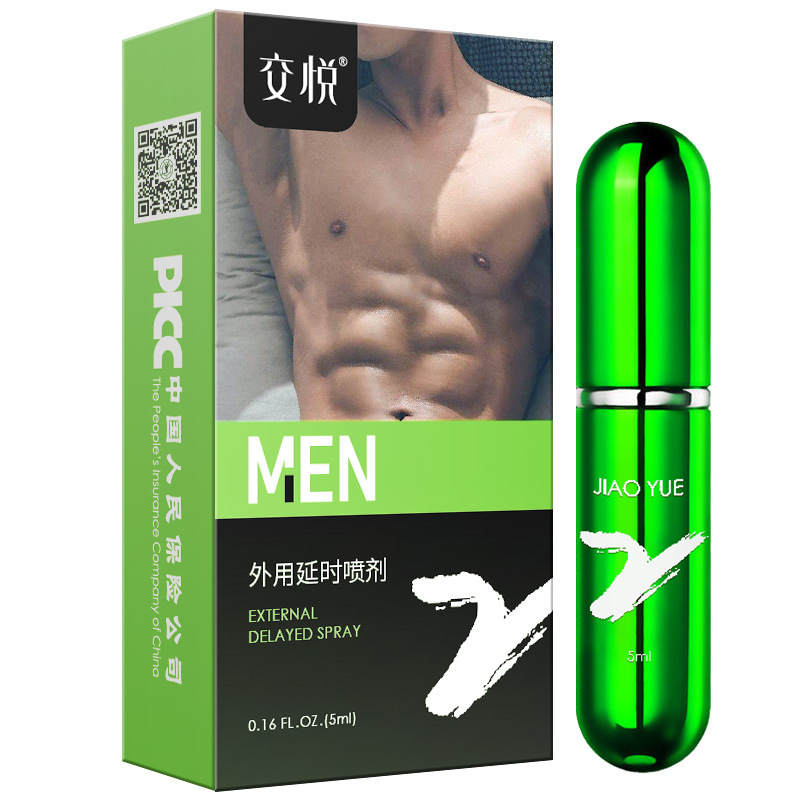 交悦®
MEN
外用延时喷剂
EXTERNAL
DELAYED SPRAY
0.16 FL.OZ.(5ml)
PICC 中国人民保险公司
The People's Insurance Company of China
JIAO YUE
5ml